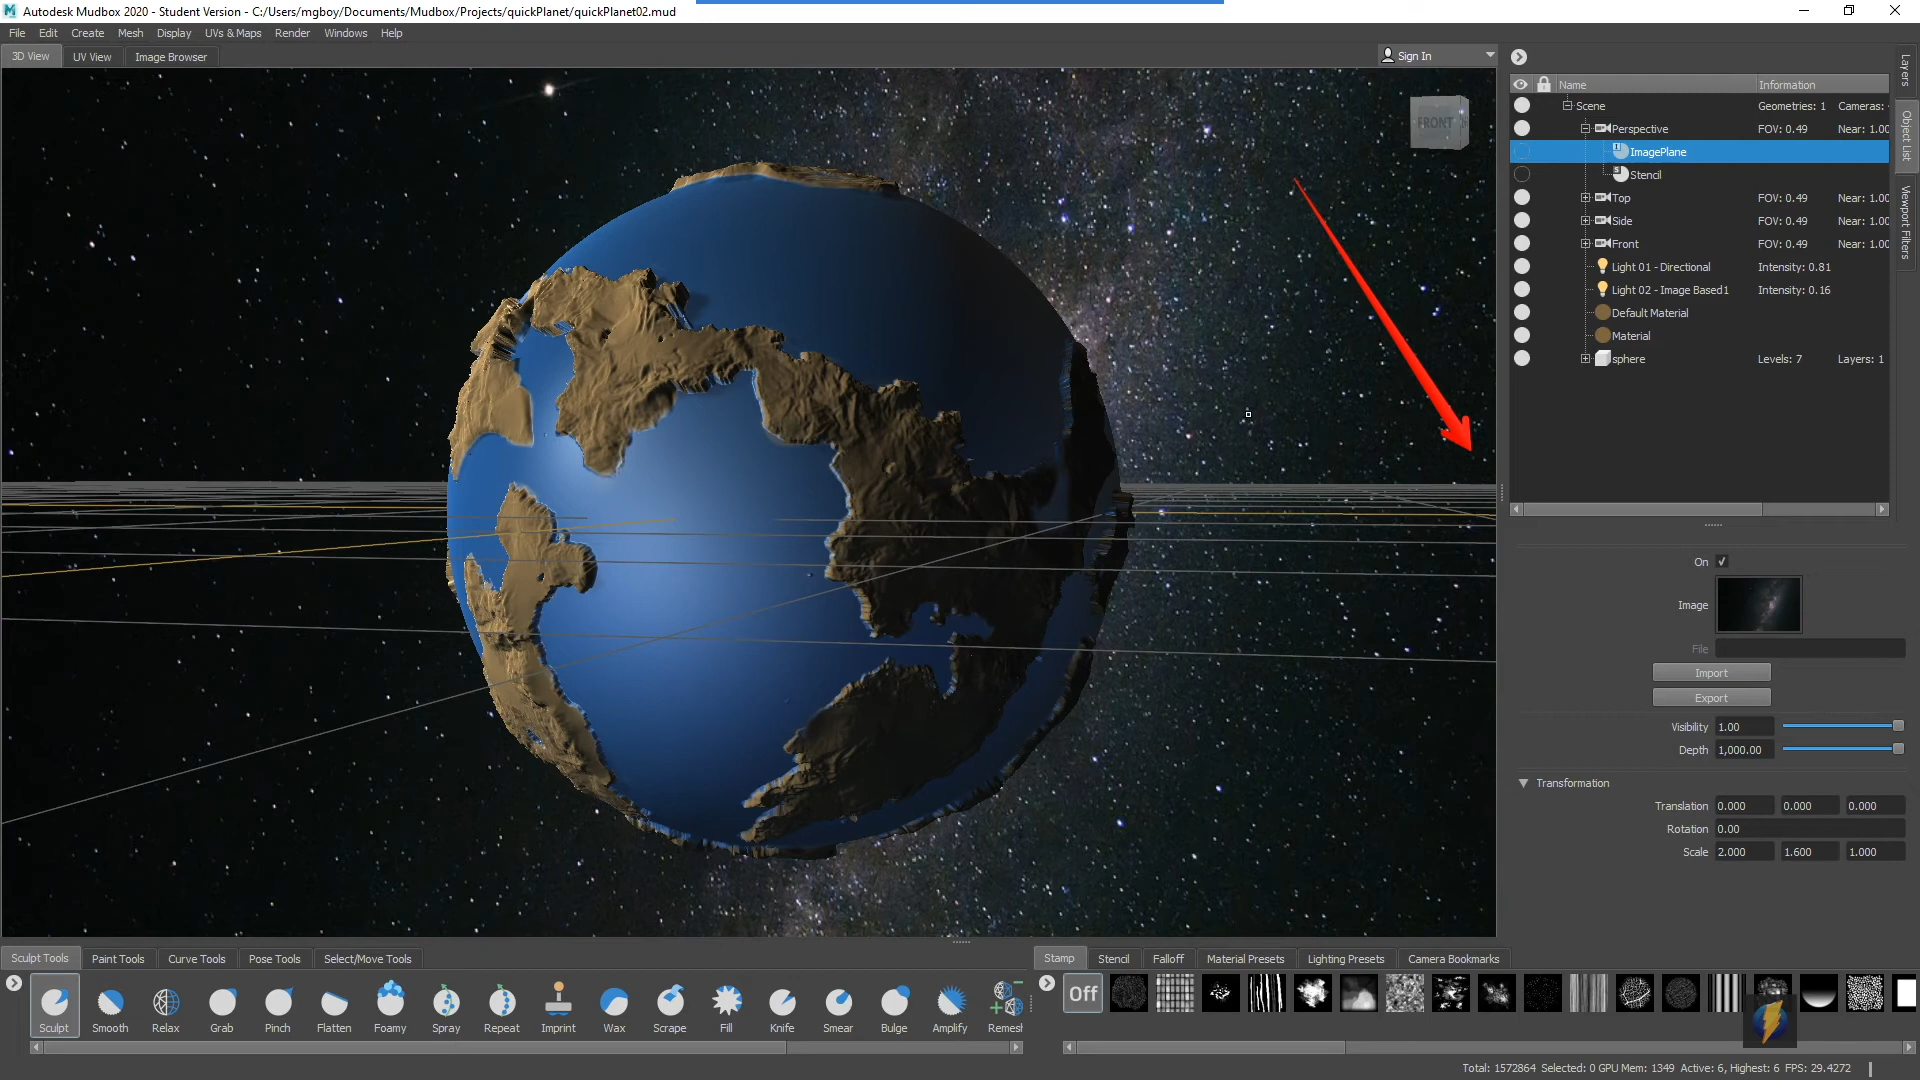 Autodesk Mudbox 2020 - Student Version - C:/Users/mgboy/Documents/Mudbox/Projects/quickPlanet/quickPlanet02.mud
File Edit Create Mesh Display UVs & Maps Render Windows Help
3D View UV View Image Browser Sign In
FRONT
Layers
Object List
Viewport Filters
Name Information
Scene Geometries: 1 Cameras:
Perspective FOV: 0.49 Near: 1.00
ImagePlane
Stencil
Top FOV: 0.49 Near: 1.00
Side FOV: 0.49 Near: 1.00
Front FOV: 0.49 Near: 1.00
Light 01 - Directional Intensity: 0.81
Light 02 - Image Based1 Intensity: 0.16
Default Material
Material
sphere Levels: 7 Layers: 1
On
Image
File
Import
Export
Visibility 1.00
Depth 1,000.00
Transformation
Translation 0.000 0.000 0.000
Rotation 0.00
Scale 2.000 1.600 1.000
Sculpt Tools Paint Tools Curve Tools Pose Tools Select/Move Tools
Stamp Stencil Falloff Material Presets Lighting Presets Camera Bookmarks
Off
Sculpt Smooth Relax Grab Pinch Flatten Foamy Spray Repeat Imprint Wax Scrape Fill Knife Smear Bulge Amplify Remesh
Total: 1572864 Selected: 0 GPU Mem: 1349 Active: 6, Highest: 6 FPS: 29.4272